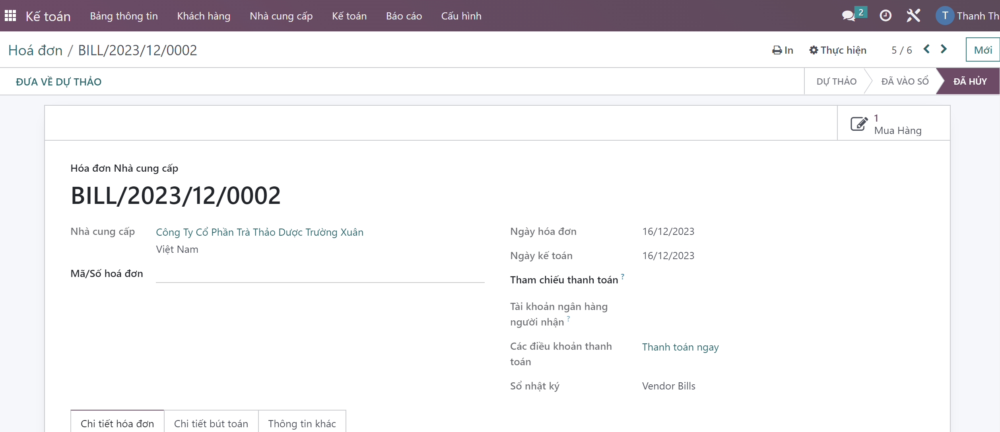 Kế toán Bảng thông tin Khách hàng Nhà cung cấp Kế toán Báo cáo Cấu hình 2 T Thanh Th
Hoá đơn / BILL/2023/12/0002 In Thực hiện 5 / 6 Mới
ĐƯA VỀ DỰ THẢO DỰ THẢO ĐÃ VÀO SỔ ĐÃ HỦY
1
Mua Hàng
Hóa đơn Nhà cung cấp
BILL/2023/12/0002
Nhà cung cấp Công Ty Cổ Phần Trà Thảo Dược Trường Xuân
Việt Nam
Mã/Số hoá đơn
Ngày hóa đơn 16/12/2023
Ngày kế toán 16/12/2023
Tham chiếu thanh toán ?
Tài khoản ngân hàng
người nhận ?
Các điều khoản thanh
toán
Thanh toán ngay
Sổ nhật ký Vendor Bills
Chi tiết hóa đơn Chi tiết bút toán Thông tin khác